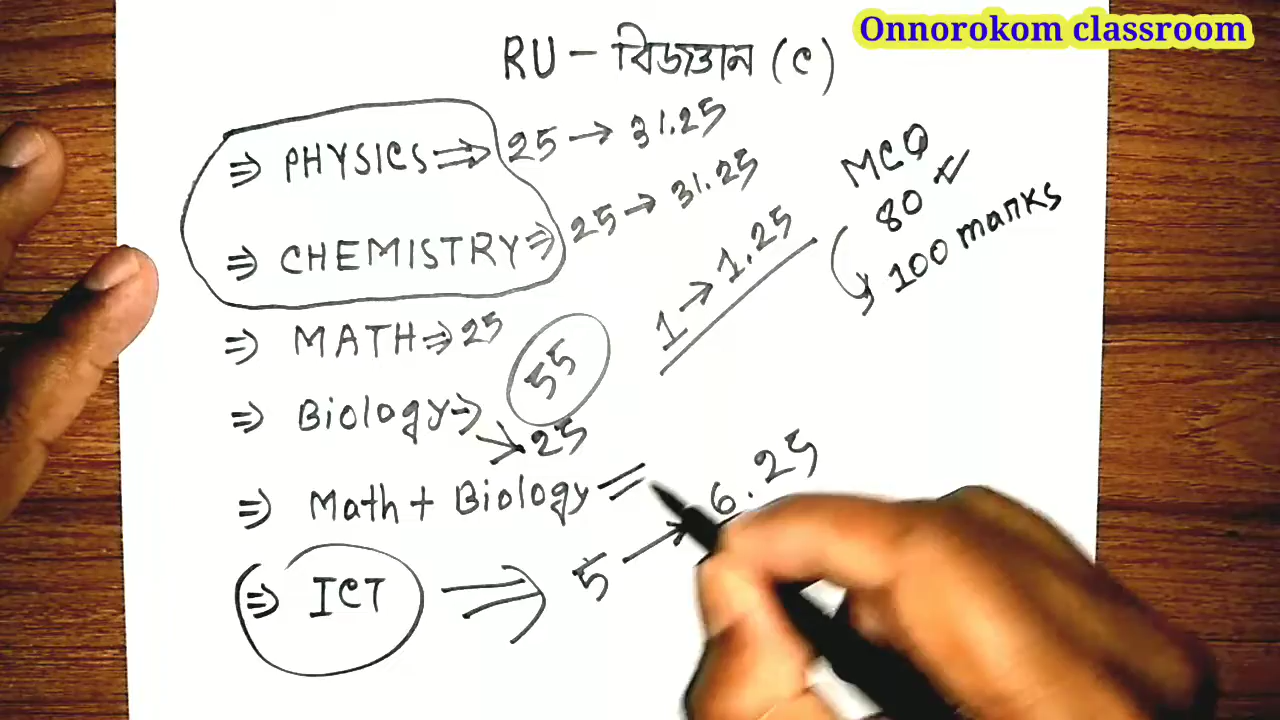 Onnorokom classroom
RU - বিজ্ঞান (C)
⇒ PHYSICS ⇒ 25 → 31.25
⇒ CHEMISTRY ⇒ 25 → 31.25
MCQ
80
100 marks
1 → 1.25
⇒ MATH ⇒ 25
55
⇒ Biology → 25
⇒ Math + Biology =
⇒ ICT ⇒ 5 → 6.25